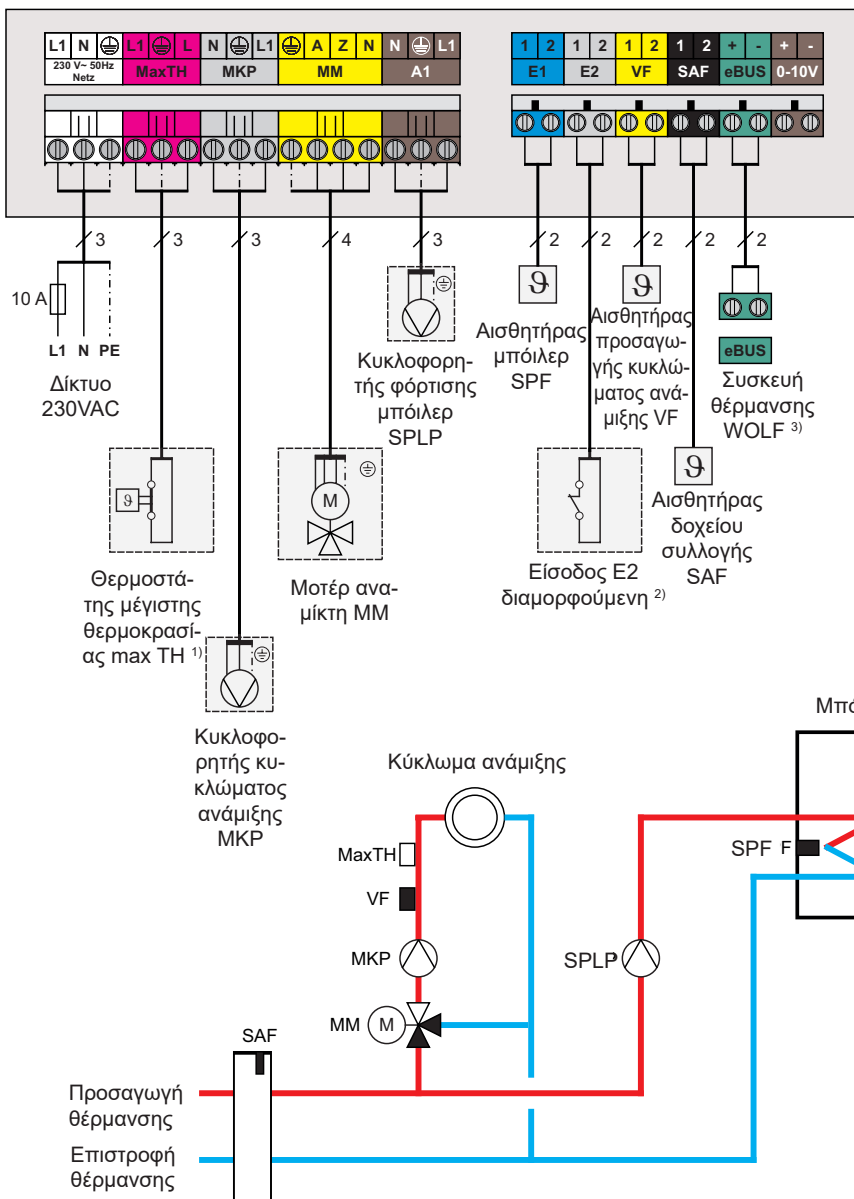 L1 N L1 L N L1 A Z N N L1
230 V~ 50Hz
Netz
MaxTH MKP MM A1
1 2 1 2 1 2 1 2 + - + -
E1 E2 VF SAF eBUS 0-10V
3 3 3 4 3 2 2 2 2 2
10 A
L1 N PE
Δίκτυο
230VAC
Κυκλοφορη-
τής φόρτισης
μπόιλερ
SPLP
ϑ
Αισθητήρας
μπόιλερ
SPF
ϑ
Αισθητήρας
προσαγω-
γής κυκλώ-
ματος ανά-
μιξης VF
eBUS
Συσκευή
θέρμανσης
WOLF 3)
ϑ
Θερμοστά-
της μέγιστης
θερμοκρασί-
ας max TH 1)
M
Μοτέρ ανα-
μίκτη MM
Είσοδος E2
διαμορφούμενη 2)
ϑ
Αισθητήρας
δοχείου
συλλογής
SAF
Κυκλοφο-
ρητής κυ-
κλώματος
ανάμιξης
MKP
Κύκλωμα ανάμιξης
Μπό
MaxTH
SPF F
VF
MKP
SPLP
MM M
SAF
Προσαγωγή
θέρμανσης
Επιστροφή
θέρμανσης